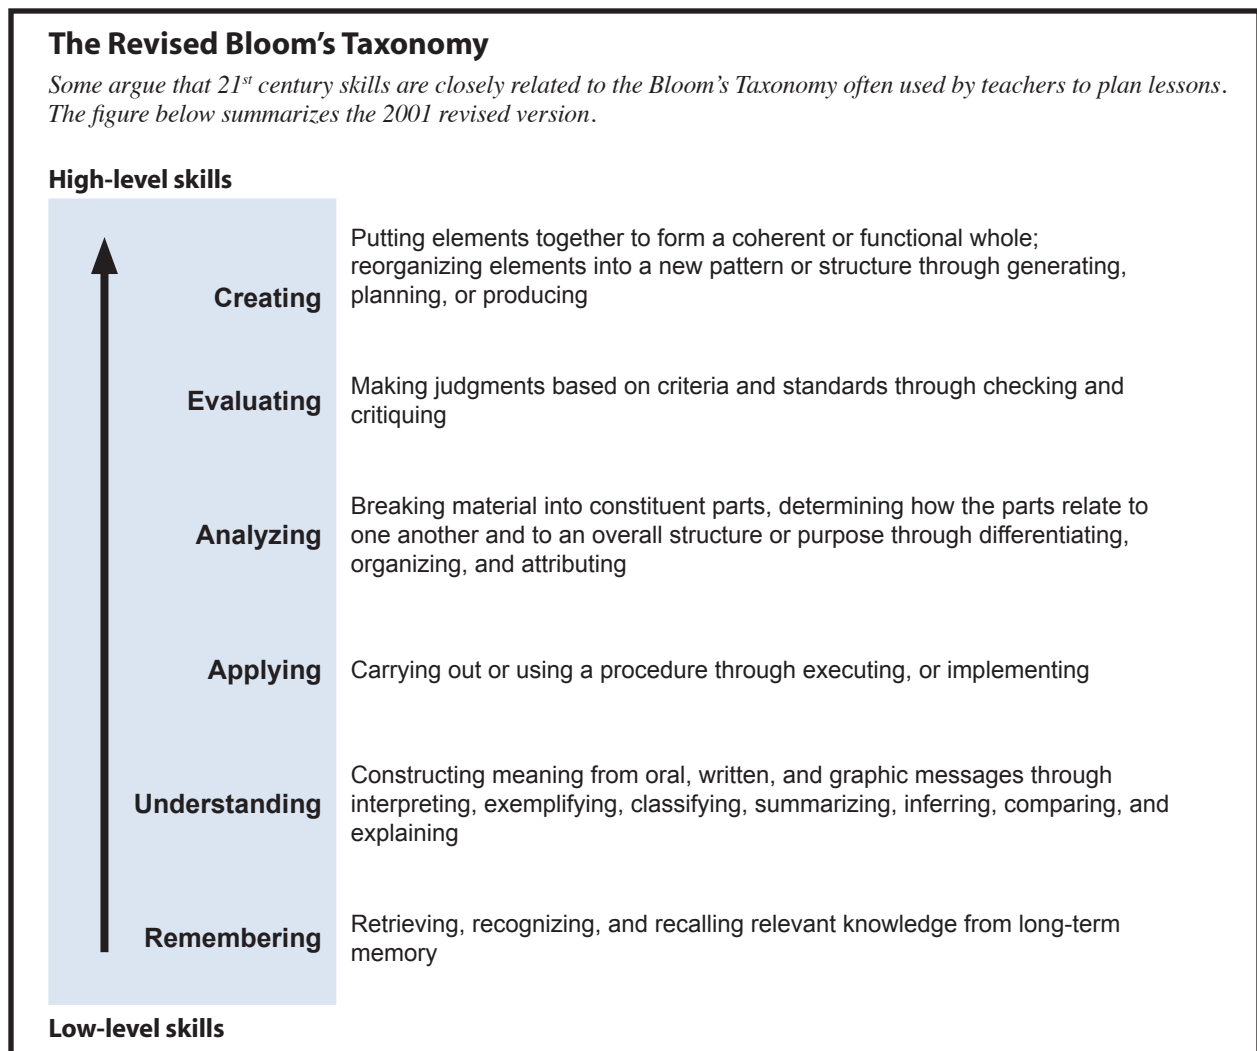 The Revised Bloom's Taxonomy
Some argue that 21st century skills are closely related to the Bloom's Taxonomy often used by teachers to plan lessons.
The figure below summarizes the 2001 revised version.
High-level skills
Creating
Putting elements together to form a coherent or functional whole;
reorganizing elements into a new pattern or structure through generating,
planning, or producing
Evaluating
Making judgments based on criteria and standards through checking and
critiquing
Analyzing
Breaking material into constituent parts, determining how the parts relate to
one another and to an overall structure or purpose through differentiating,
organizing, and attributing
Applying
Carrying out or using a procedure through executing, or implementing
Understanding
Constructing meaning from oral, written, and graphic messages through
interpreting, exemplifying, classifying, summarizing, inferring, comparing, and
explaining
Remembering
Retrieving, recognizing, and recalling relevant knowledge from long-term
memory
Low-level skills